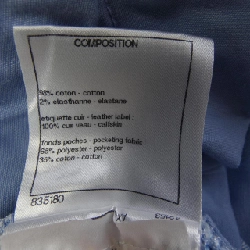 COMPOSITION
98% coton - cotton
2% elasthanne - elastane
etiquette cuir - leather label
100% cuir veau - calfskin
fonds poches - pocketing fabric
65% polyester - polyester
35% coton - cotton
835180